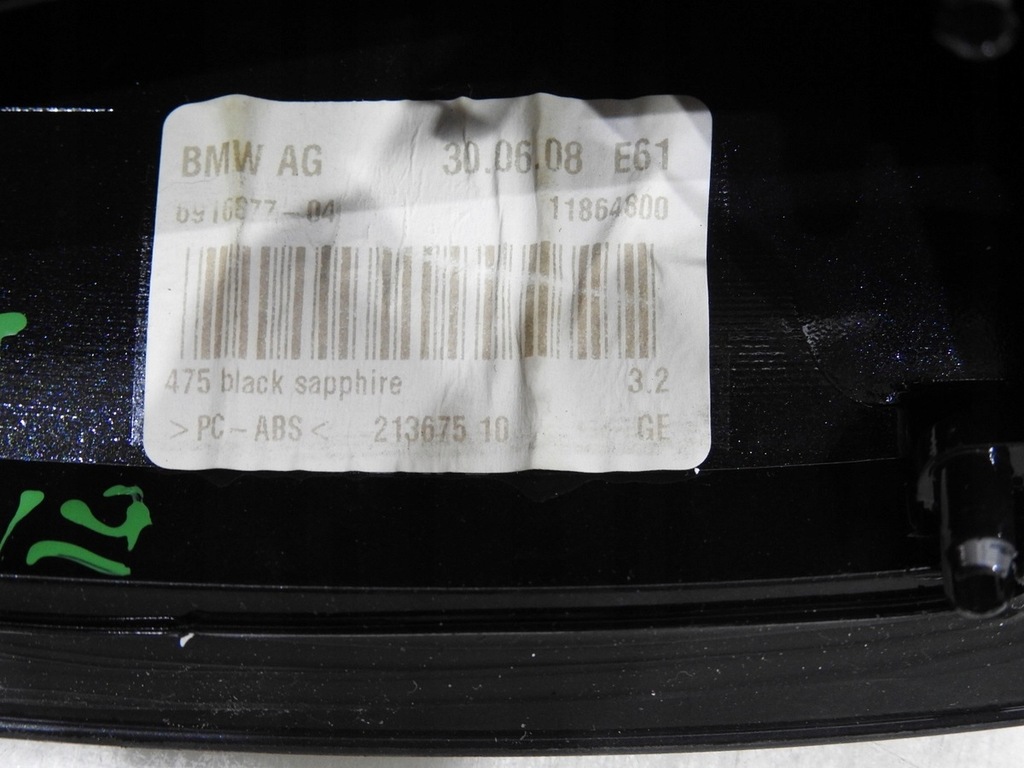 BMW AG 30.06.08 E61
6916877-04 11864800
475 black sapphire 3.2
>PC-ABS< 213675 10 GE